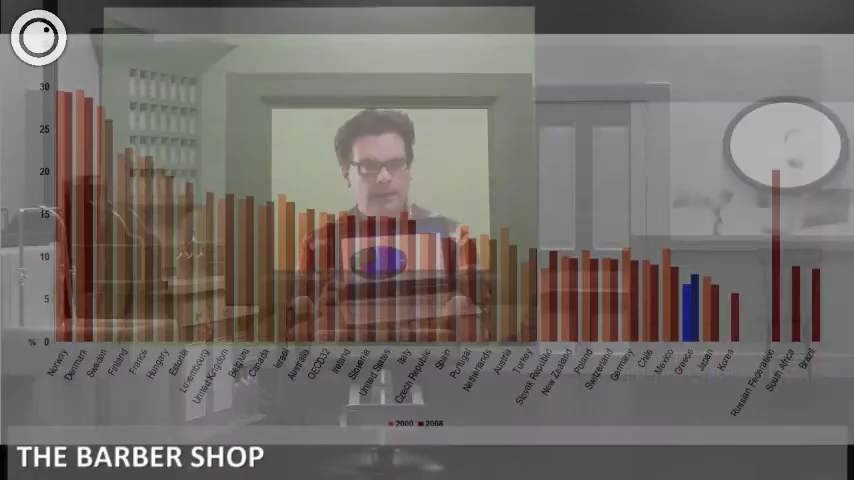 30
25
20
15
10
5
% 0
Norway
Denmark
Sweden
Finland
France
Hungary
Estonia
Luxembourg
United Kingdom
Belgium
Canada
Israel
Australia
OECD32
Ireland
Slovenia
United States
Italy
Czech Republic
Spain
Portugal
Netherlands
Austria
Turkey
Slovak Republic
New Zealand
Poland
Switzerland
Germany
Chile
Mexico
Greece
Japan
Korea
Russian Federation
South Africa
Brazil
2000 2008
THE BARBER SHOP